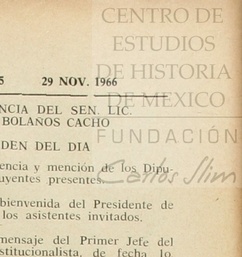 CENTRO DE
ESTUDIOS
DE HISTORIA
DE MEXICO
FUNDACIÓN
Carlos Slim
5 29 NOV. 1966
NCIA DEL SEN. LIC.
BOLAÑOS CACHO
DEN DEL DIA
encia y mención de los Dipu-
uyentes presentes.
bienvenida del Presidente de
los asistentes invitados.
mensaje del Primer Jefe del
nstitucionalista, de fecha 1o.